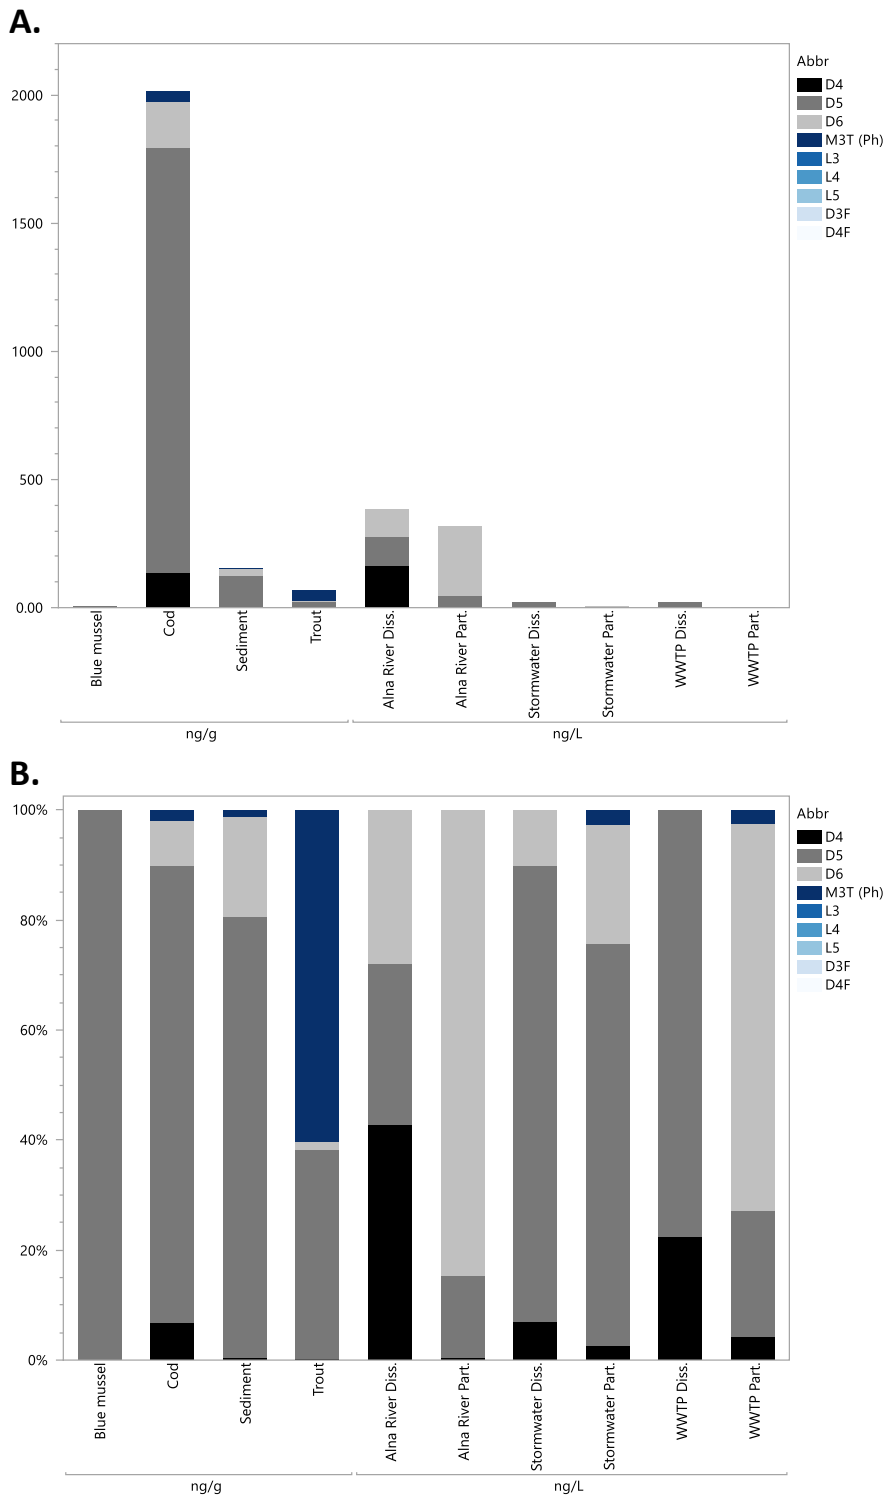 A.
Abbr
D4
D5
D6
M3T (Ph)
L3
L4
L5
D3F
D4F
2000
1500
1000
500
0.00
Blue mussel
Cod
Sediment
Trout
Alna River Diss.
Alna River Part.
Stormwater Diss.
Stormwater Part.
WWTP Diss.
WWTP Part.
ng/g
ng/L
B.
Abbr
D4
D5
D6
M3T (Ph)
L3
L4
L5
D3F
D4F
100%
80%
60%
40%
20%
0%
Blue mussel
Cod
Sediment
Trout
Alna River Diss.
Alna River Part.
Stormwater Diss.
Stormwater Part.
WWTP Diss.
WWTP Part.
ng/g
ng/L